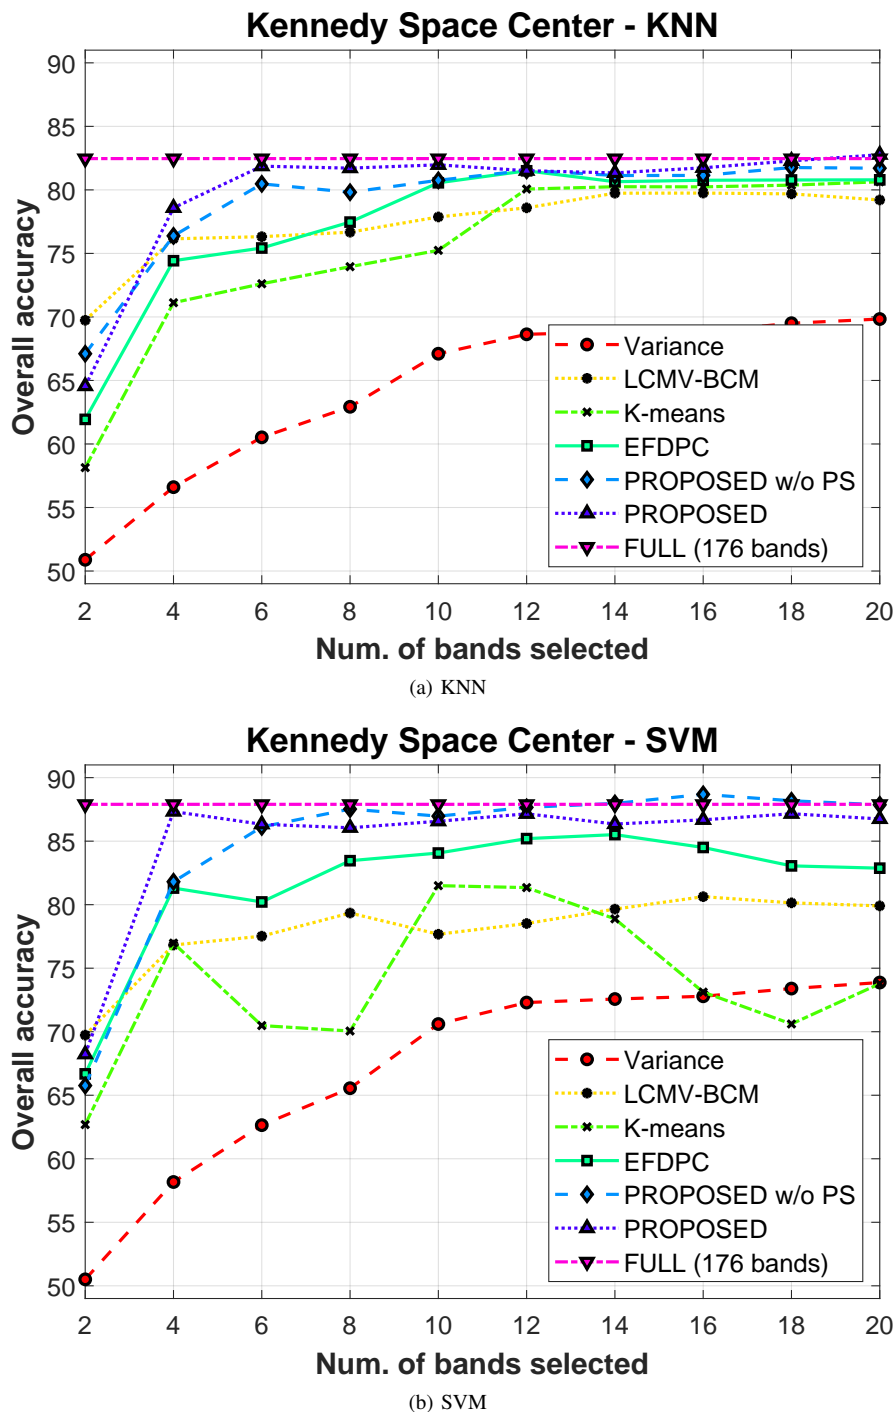 Kennedy Space Center - KNN
90
85
80
75
70
65
60
55
50
Overall accuracy
Variance
LCMV-BCM
K-means
EFDPC
PROPOSED w/o PS
PROPOSED
FULL (176 bands)
2 4 6 8 10 12 14 16 18 20
Num. of bands selected
(a) KNN
Kennedy Space Center - SVM
90
85
80
75
70
65
60
55
50
Overall accuracy
Variance
LCMV-BCM
K-means
EFDPC
PROPOSED w/o PS
PROPOSED
FULL (176 bands)
2 4 6 8 10 12 14 16 18 20
Num. of bands selected
(b) SVM